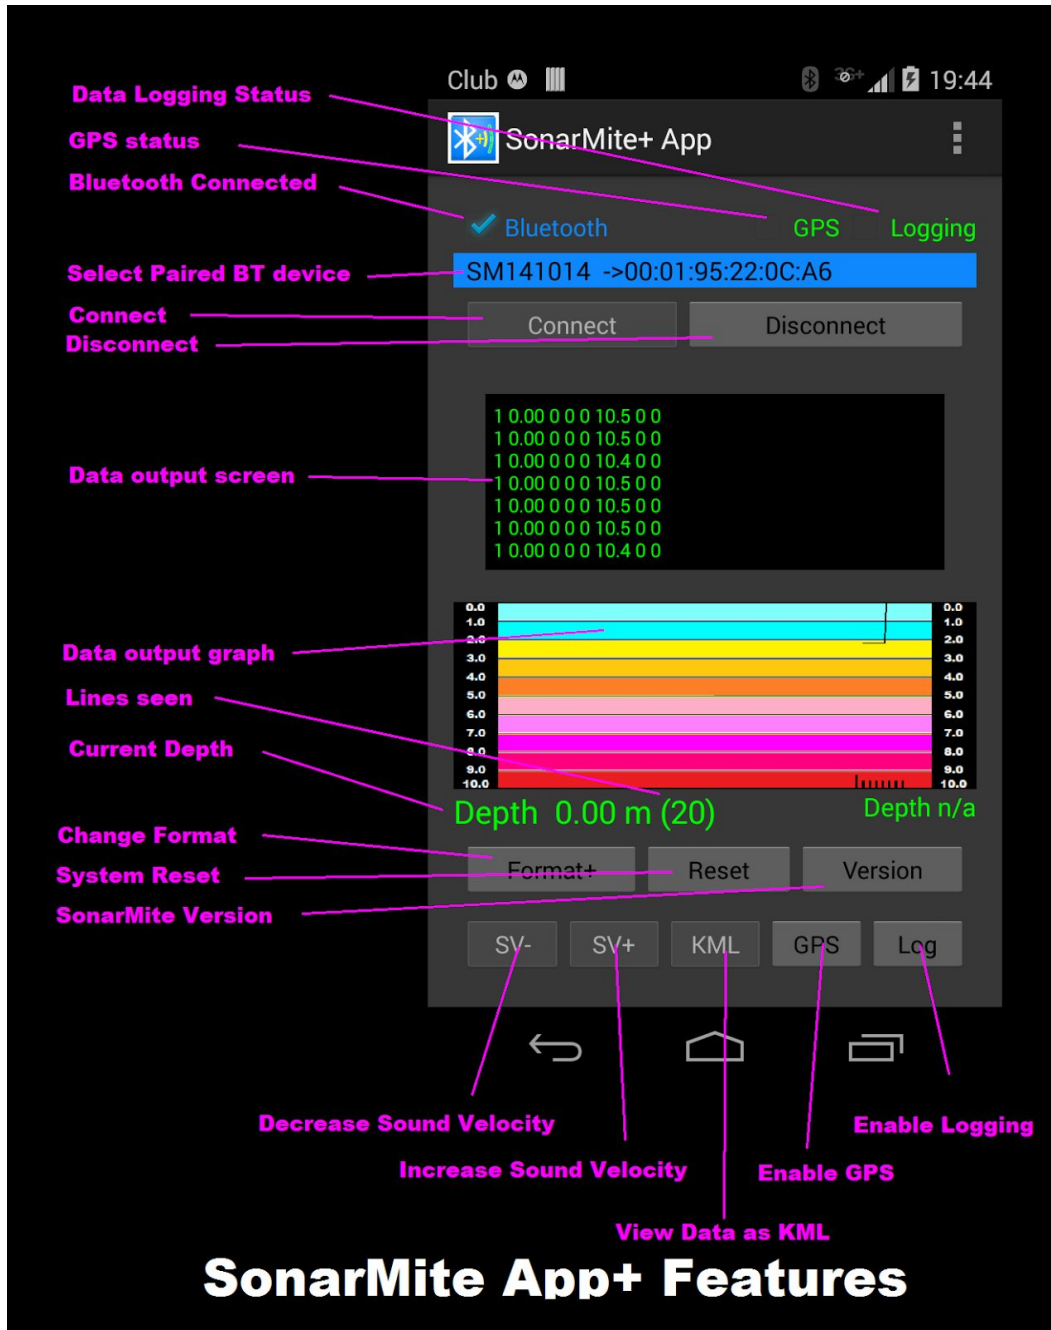 Club 3G+ 19:44
Data Logging Status
GPS status
SonarMite+ App
Bluetooth Connected
Bluetooth GPS Logging
Select Paired BT device
SM141014 ->00:01:95:22:0C:A6
Connect
Disconnect
Connect Disconnect
1 0.00 0 0 0 10.5 0 0
1 0.00 0 0 0 10.5 0 0
1 0.00 0 0 0 10.4 0 0
Data output screen
1 0.00 0 0 0 10.5 0 0
1 0.00 0 0 0 10.5 0 0
1 0.00 0 0 0 10.5 0 0
1 0.00 0 0 0 10.4 0 0
0.0 0.0
1.0 1.0
2.0 2.0
Data output graph
3.0 3.0
4.0 4.0
Lines seen
5.0 5.0
6.0 6.0
7.0 7.0
Current Depth
8.0 8.0
9.0 9.0
10.0 10.0
Depth 0.00 m (20) Depth n/a
Change Format
System Reset
Format+ Reset Version
SonarMite Version
SV- SV+ KML GPS Log
Decrease Sound Velocity
Enable Logging
Increase Sound Velocity
Enable GPS
View Data as KML
SonarMite App+ Features